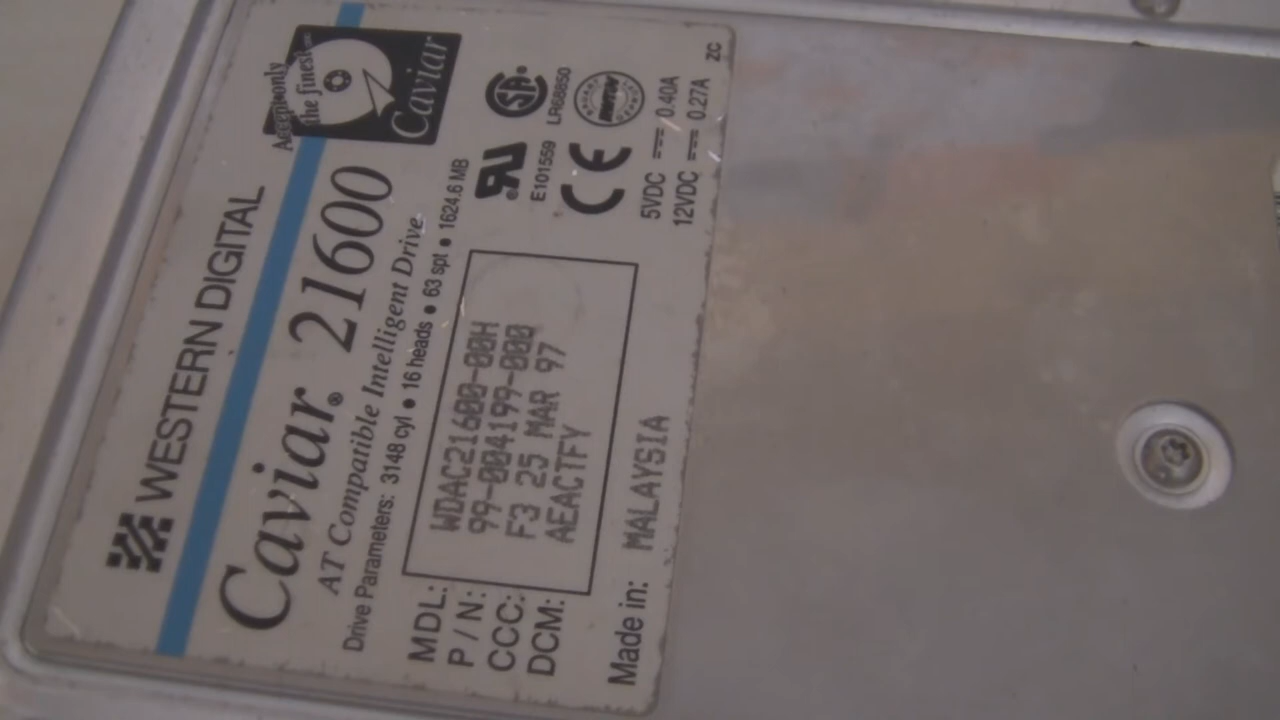 WESTERN DIGITAL
Accept only
the finest
Caviar
Caviar® 21600
AT Compatible Intelligent Drive
Drive Parameters: 3148 cyl • 16 heads • 63 spt • 1624.6 MB
MDL: WDAC21600-00H
P/N: 99-004199-000
CCC: F3 25 MAR 97
DCM: AEACTFY
Made in: MALAYSIA
E101559
LR68850
CE
5VDC 0.40A
12VDC 0.27A
ZC